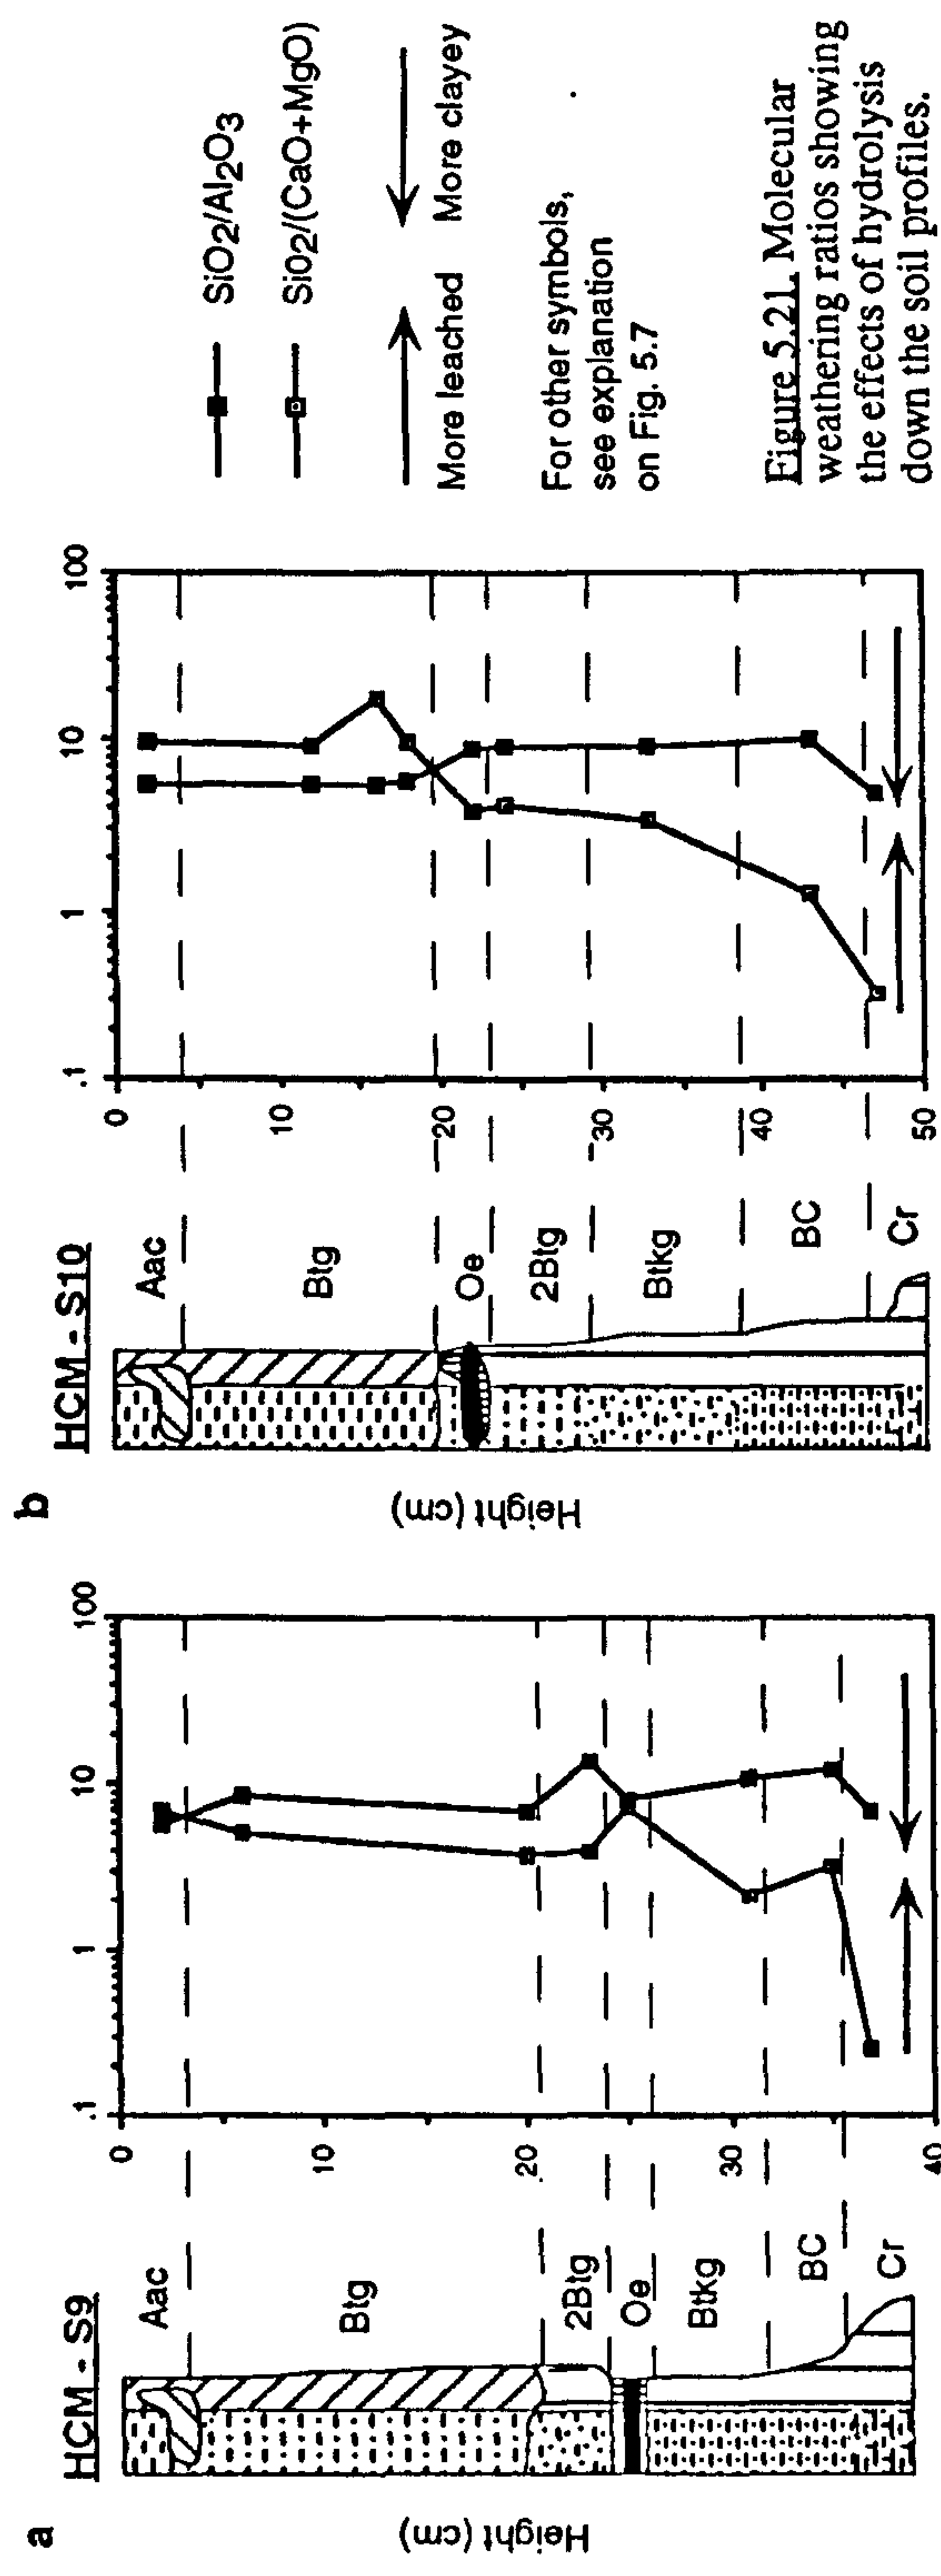 a
HCM - S9
Height (cm)
Aac
Btg
2Btg
Oe
Btkg
BC
Cr
.1
1
10
100
0
10
20
30
40
b
HCM - S10
Height (cm)
Aac
Btg
Oe
2Btg
Btkg
BC
Cr
.1
1
10
100
0
10
20
30
40
50
SiO2/Al2O3
SiO2/(CaO+MgO)
More leached More clayey
For other symbols,
see explanation
on Fig. 5.7
Figure 5.21. Molecular
weathering ratios showing
the effects of hydrolysis
down the soil profiles.